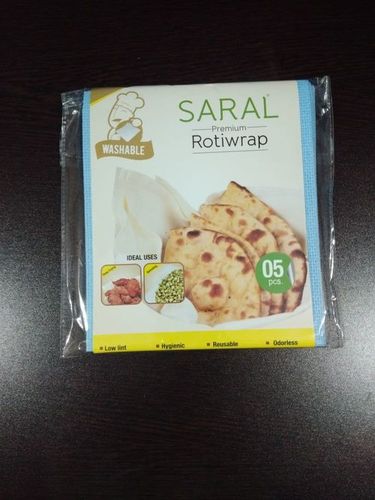 SARAL
Premium
Rotiwrap
WASHABLE
IDEAL USES
05
pcs.
Low lint
Hygienic
Reusable
Odorless